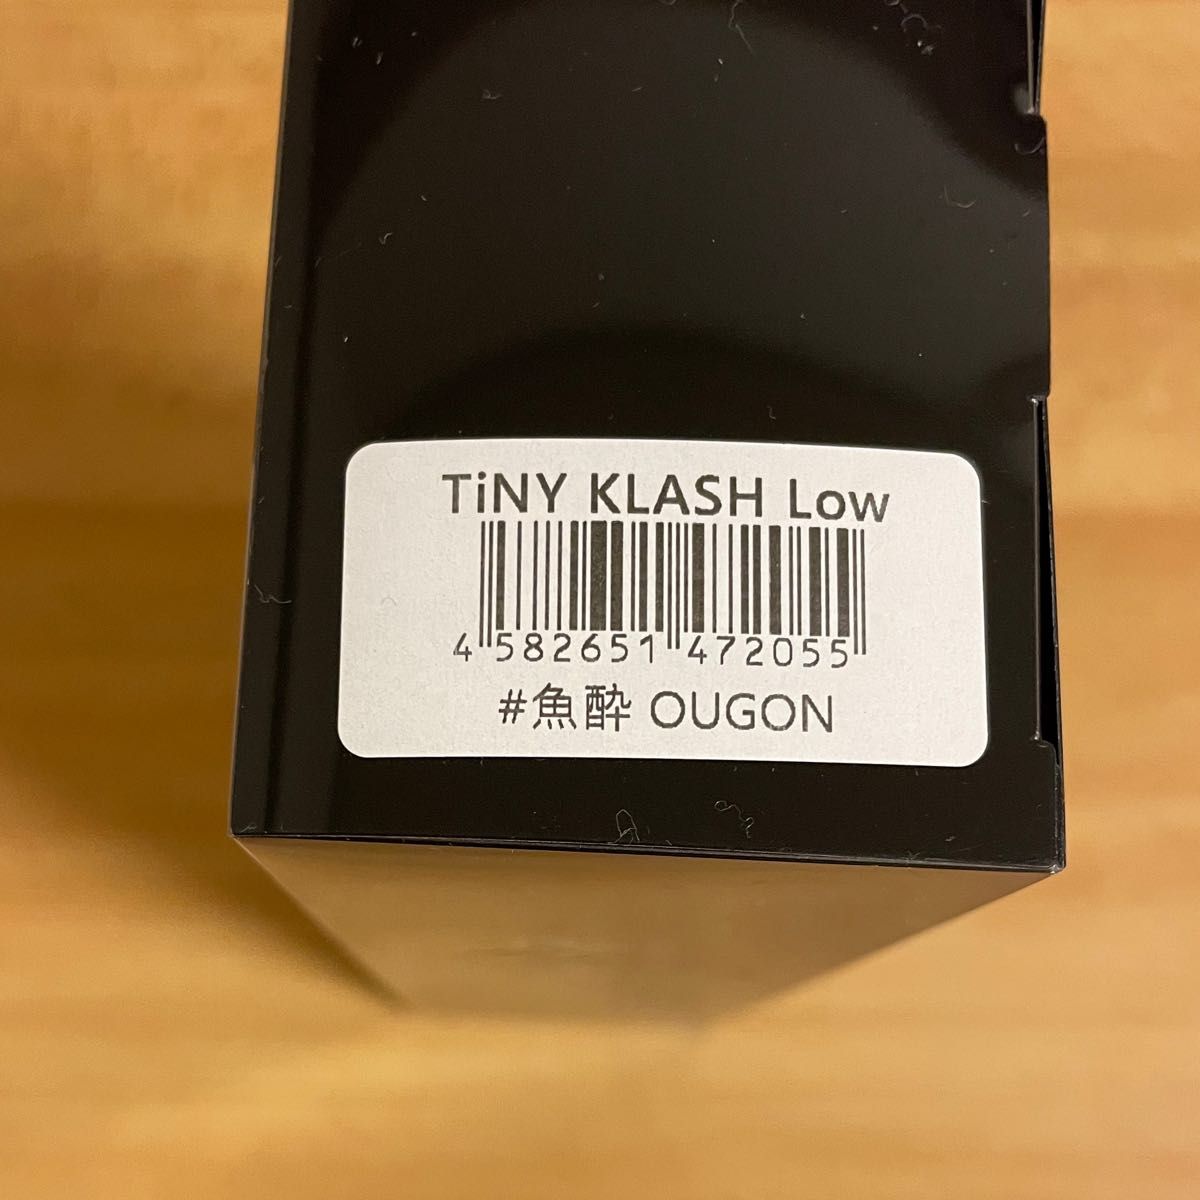 TiNY KLASH Low
4 582651 472055
#魚酔 OUGON